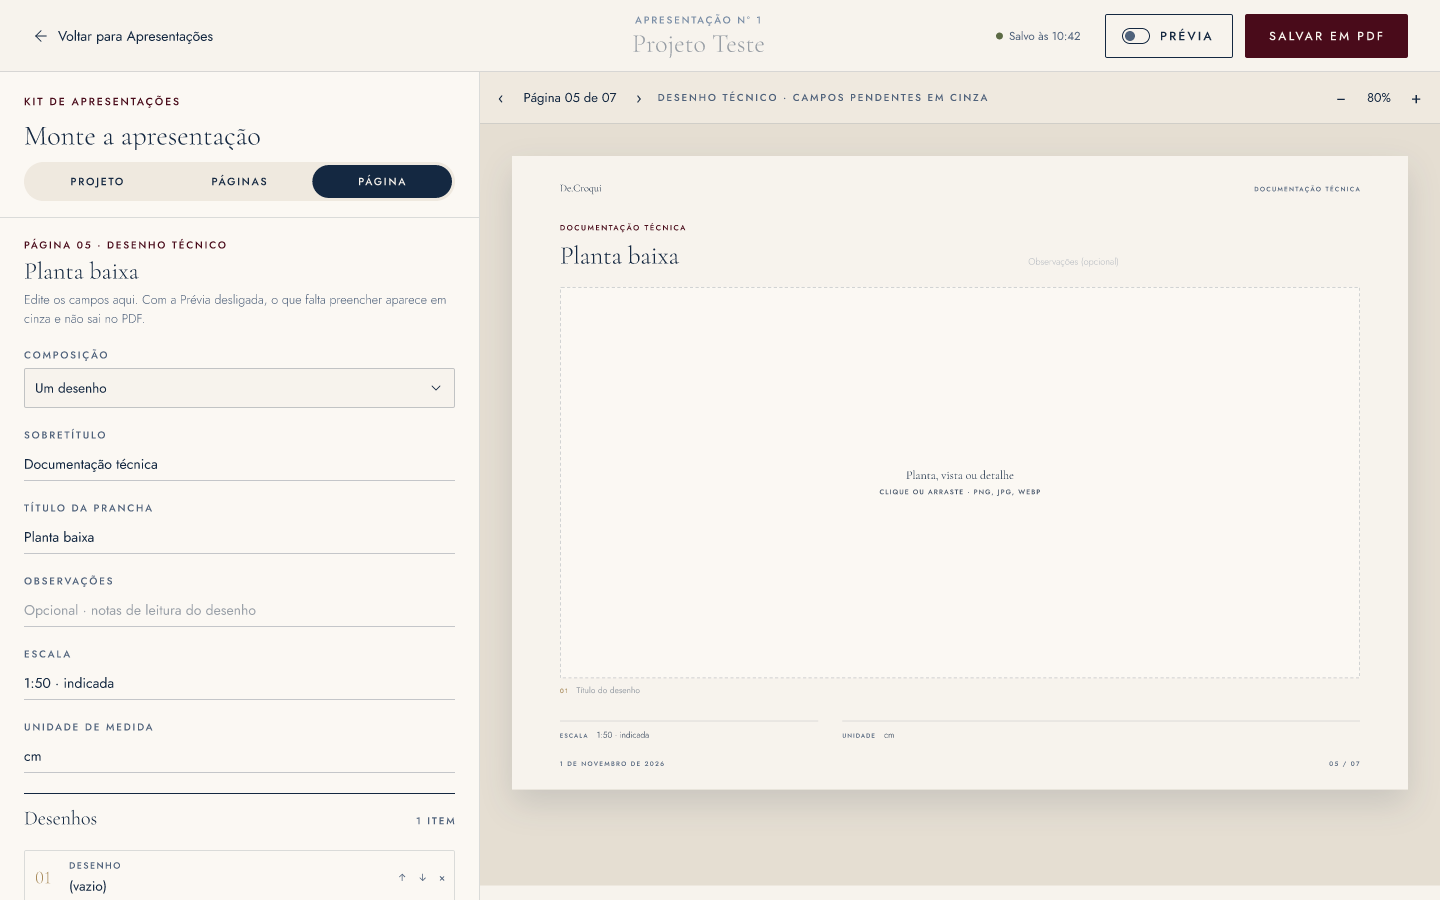 Voltar para Apresentações
APRESENTAÇÃO Nº 1
Projeto Teste
Salvo às 10:42
PRÉVIA
SALVAR EM PDF
KIT DE APRESENTAÇÕES
Monte a apresentação
PROJETO
PÁGINAS
PÁGINA
PÁGINA 05 · DESENHO TÉCNICO
Planta baixa
Edite os campos aqui. Com a Prévia desligada, o que falta preencher aparece em
cinza e não sai no PDF.
COMPOSIÇÃO
Um desenho
SOBRETÍTULO
Documentação técnica
TÍTULO DA PRANCHA
Planta baixa
OBSERVAÇÕES
Opcional · notas de leitura do desenho
ESCALA
1:50 · indicada
UNIDADE DE MEDIDA
cm
Desenhos
1 ITEM
01
DESENHO
(vazio)
Página 05 de 07
DESENHO TÉCNICO · CAMPOS PENDENTES EM CINZA
80%
De.Croqui
DOCUMENTAÇÃO TÉCNICA
DOCUMENTAÇÃO TÉCNICA
Planta baixa
Observações (opcional)
Planta, vista ou detalhe
CLIQUE OU ARRASTE · PNG, JPG, WEBP
01 Título do desenho
ESCALA 1:50 · indicada
UNIDADE cm
1 DE NOVEMBRO DE 2026
05 / 07